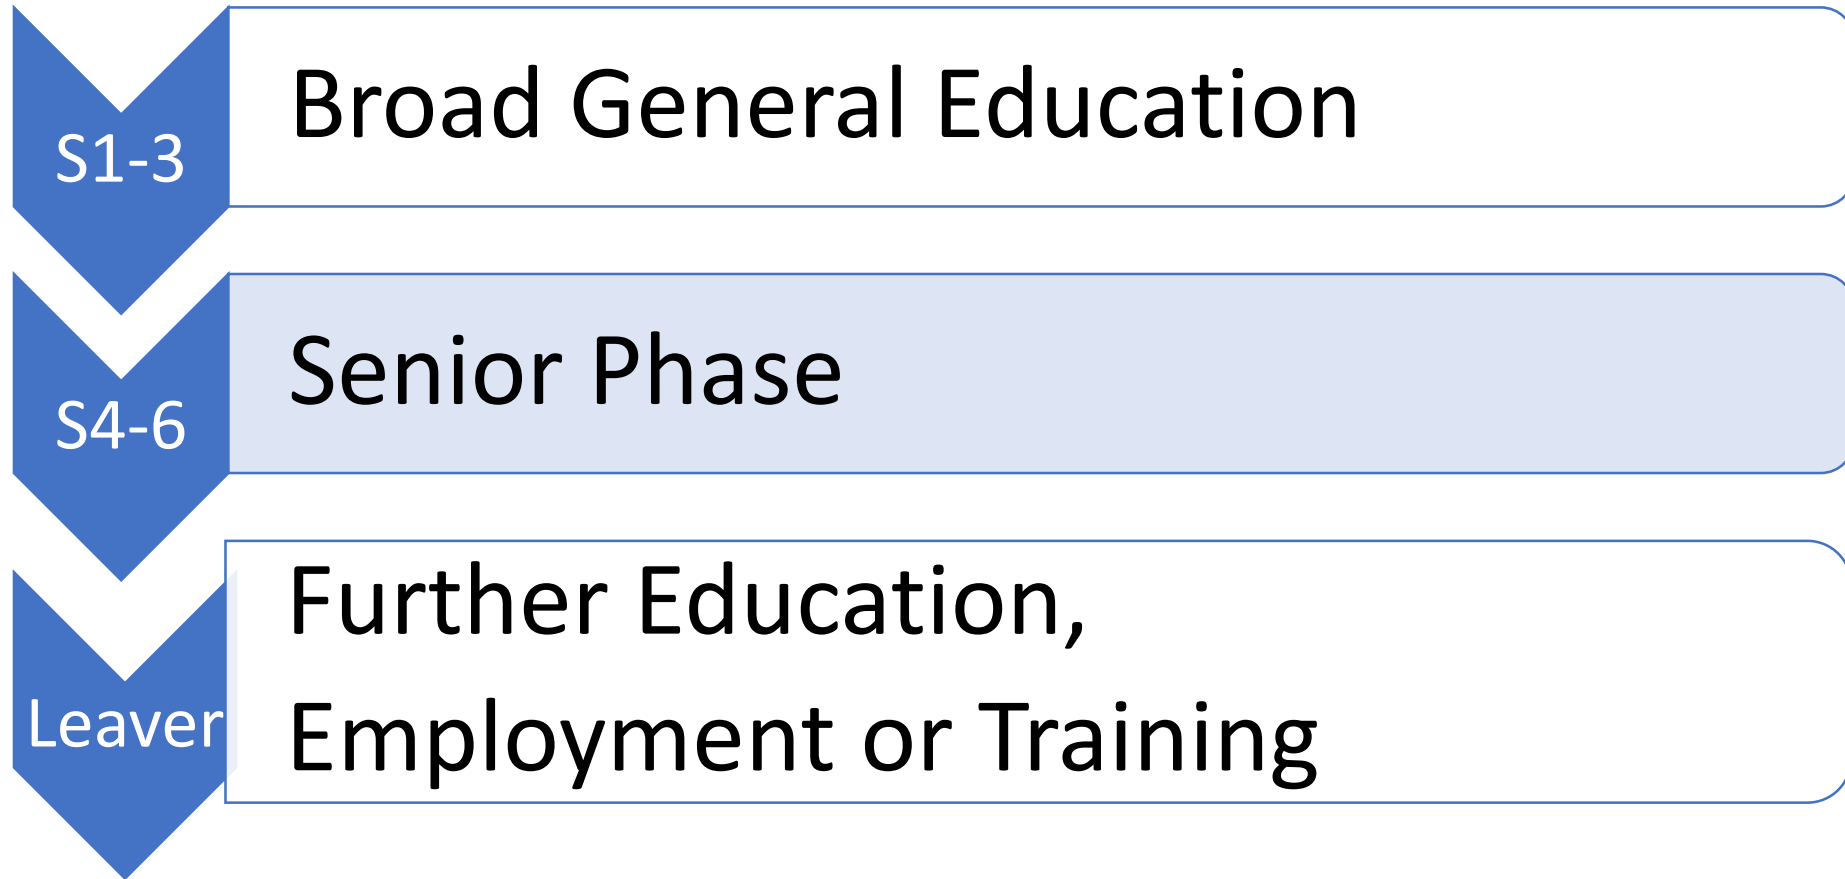 S1-3
Broad General Education
S4-6
Senior Phase
Leaver
Further Education,
Employment or Training